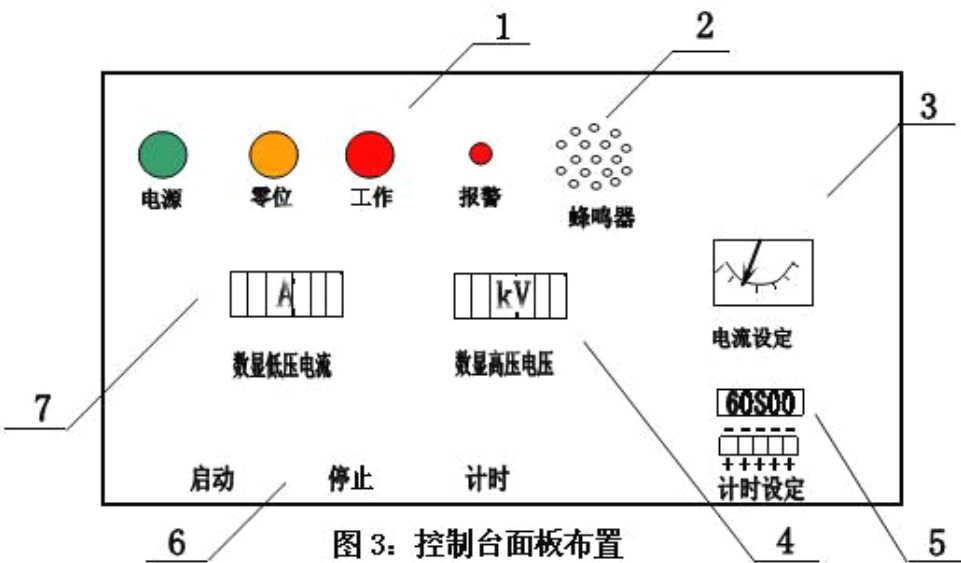 1
2
3
电源
零位
工作
报警
蜂鸣器
A
kV
电流设定
数显低压电流
数显高压电压
7
60S00
- - - - -
+ + + + +
计时设定
启动
停止
计时
6
图 3：控制台面板布置
4
5